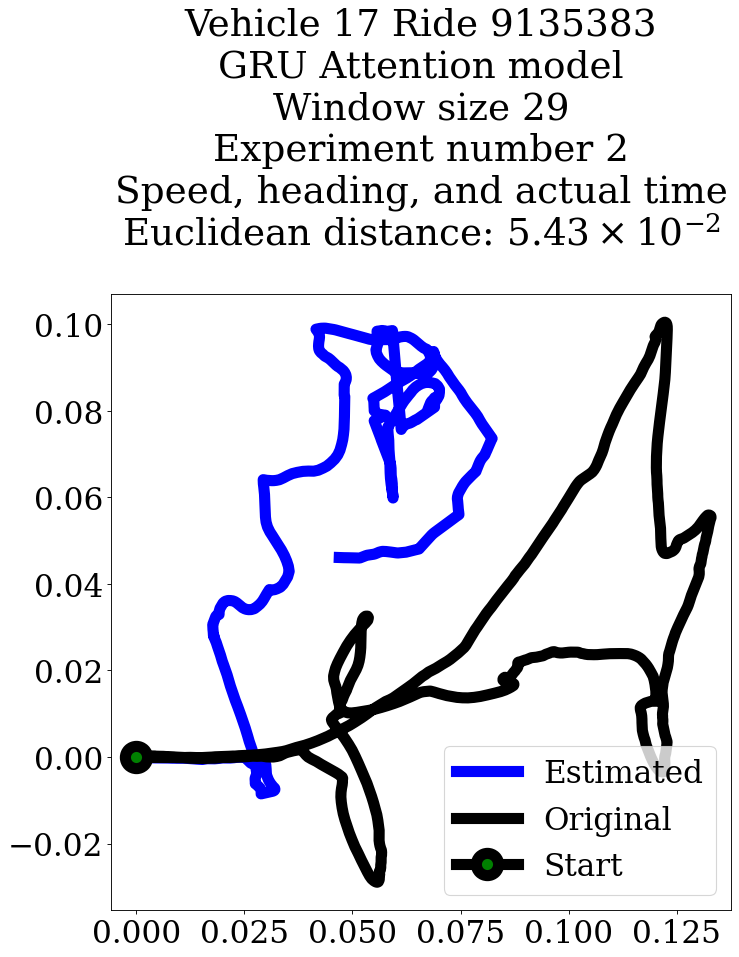 Vehicle 17 Ride 9135383
GRU Attention model
Window size 29
Experiment number 2
Speed, heading, and actual time
Euclidean distance: 5.43 × 10⁻²
0.10
0.08
0.06
0.04
0.02
0.00
−0.02
Estimated
Original
Start
0.000 0.025 0.050 0.075 0.100 0.125